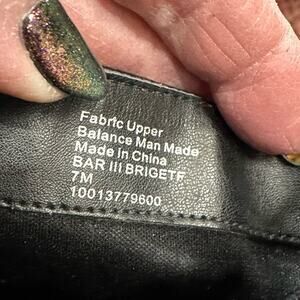 Fabric Upper
Balance Man Made
Made in China
BAR III BRIGETF
7M
10013779600